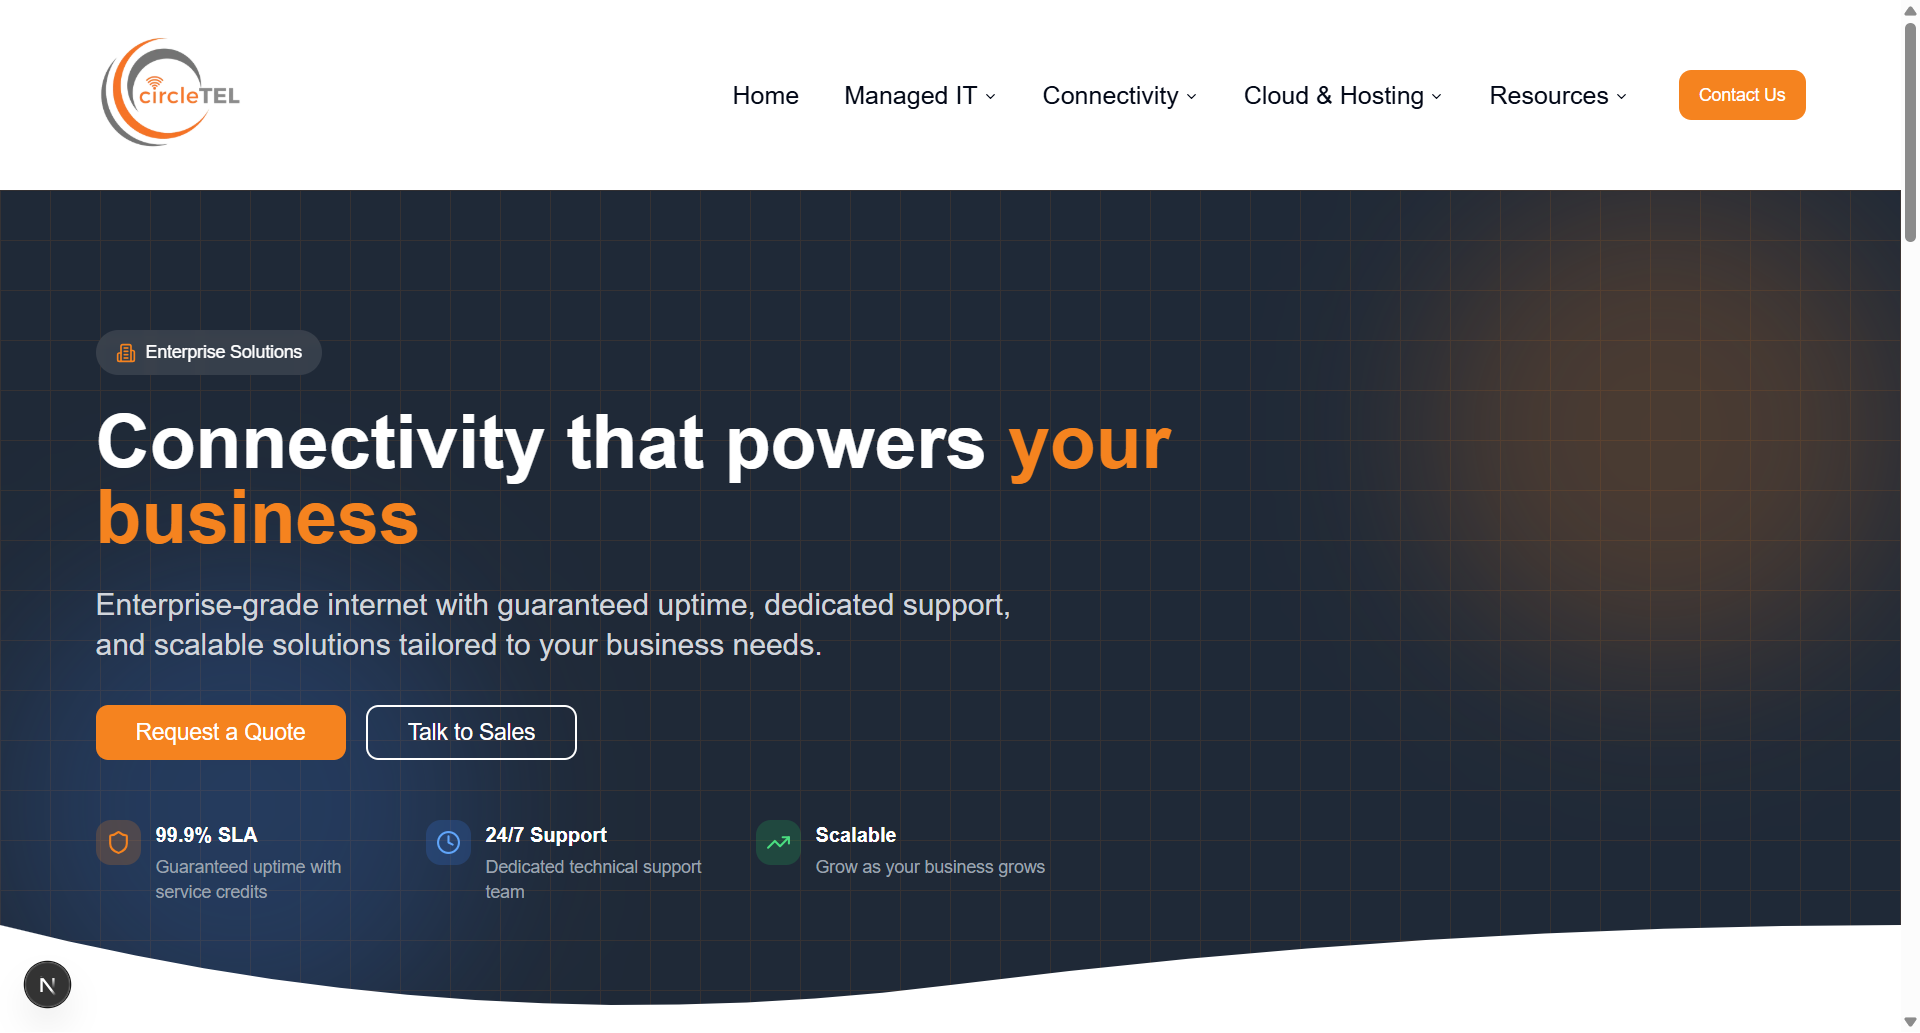 circleTEL
Home
Managed IT
Connectivity
Cloud & Hosting
Resources
Contact Us
Enterprise Solutions
Connectivity that powers your
business
Enterprise-grade internet with guaranteed uptime, dedicated support,
and scalable solutions tailored to your business needs.
Request a Quote
Talk to Sales
99.9% SLA
Guaranteed uptime with
service credits
24/7 Support
Dedicated technical support
team
Scalable
Grow as your business grows
N